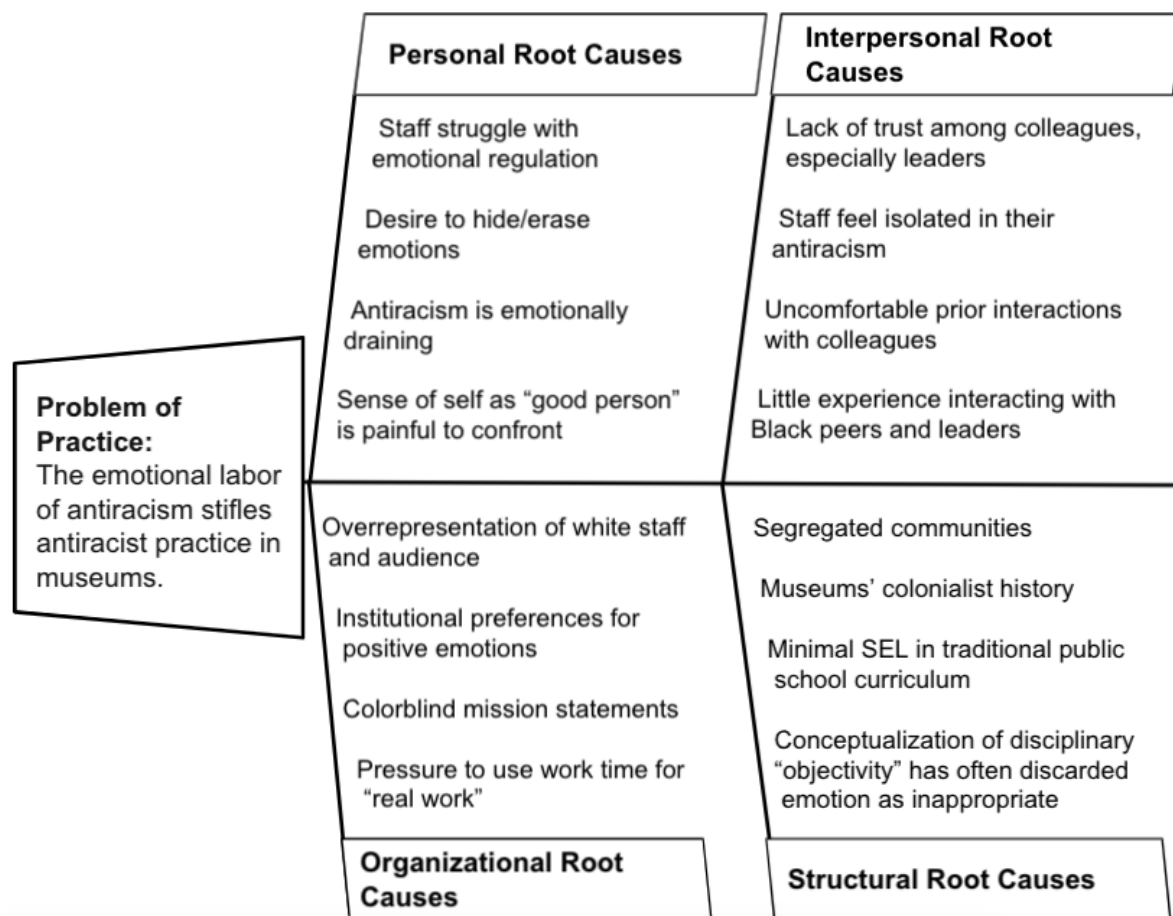 Personal Root Causes
Interpersonal Root
Causes
Staff struggle with
emotional regulation
Desire to hide/erase
emotions
Antiracism is emotionally
draining
Sense of self as “good person”
is painful to confront
Lack of trust among colleagues,
especially leaders
Staff feel isolated in their
antiracism
Uncomfortable prior interactions
with colleagues
Little experience interacting with
Black peers and leaders
Problem of
Practice:
The emotional labor
of antiracism stifles
antiracist practice in
museums.
Overrepresentation of white staff
and audience
Institutional preferences for
positive emotions
Colorblind mission statements
Pressure to use work time for
“real work”
Segregated communities
Museums’ colonialist history
Minimal SEL in traditional public
school curriculum
Conceptualization of disciplinary
“objectivity” has often discarded
emotion as inappropriate
Organizational Root
Causes
Structural Root Causes